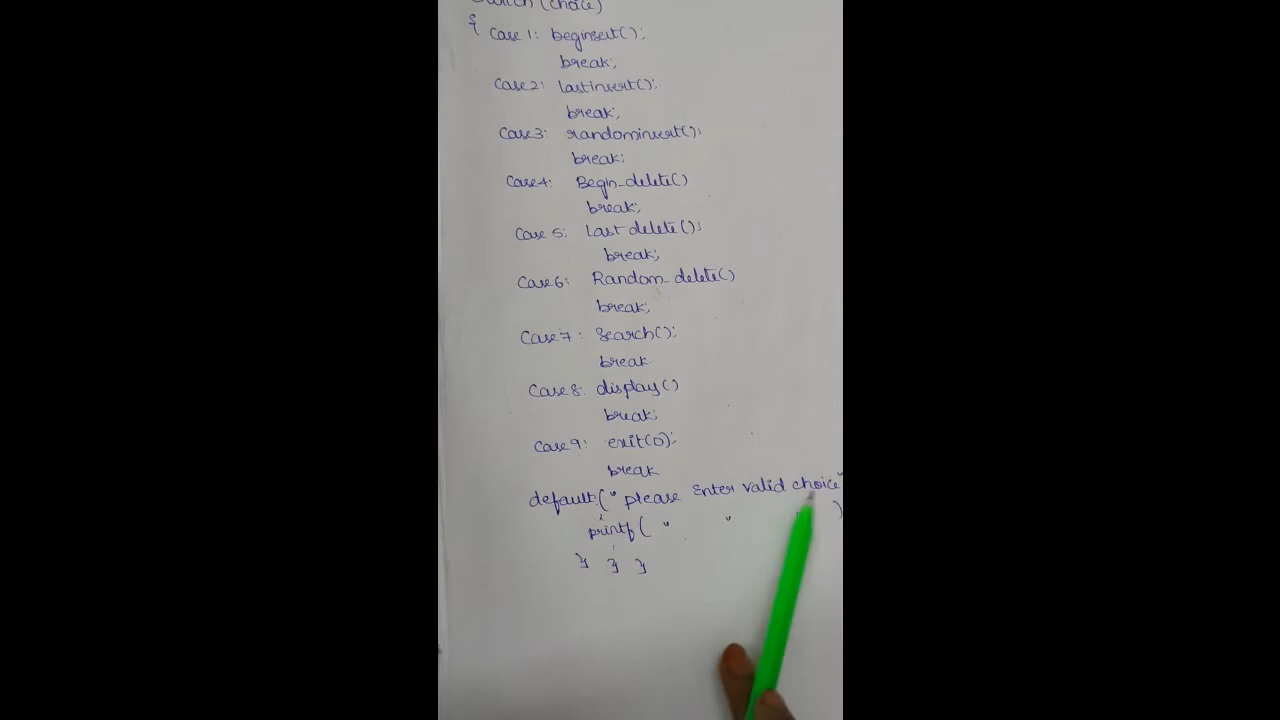 Switch (choice)
{ Case 1: beginsert();
break;
Case 2: lastinsert();
break;
Case 3: randominsert();
break;
Case 4: Begin_delete()
break;
Case 5: Last delete();
break;
Case 6: Random_delete()
break;
Case 7: Search();
break
Case 8: display()
break;
Case 9: exit(0);
break
default: (" please Enter valid choice"
printf ( " " )
} } }